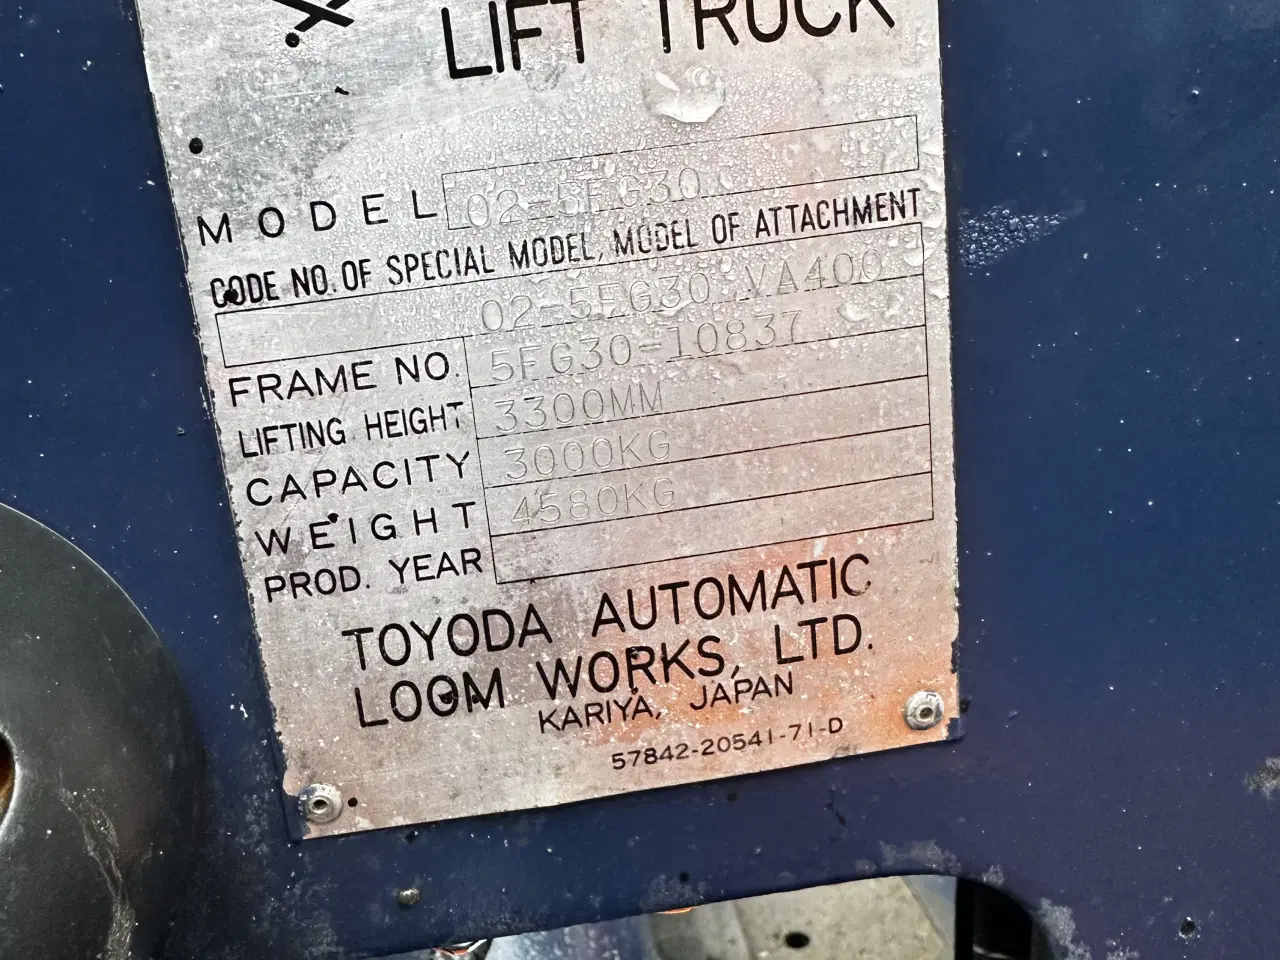 LIFT TRUCK
MODEL 02-5FG30
CODE NO. OF SPECIAL MODEL, MODEL OF ATTACHMENT
02-5FG30 VA400
FRAME NO. 5FG30-10837
LIFTING HEIGHT 3300MM
CAPACITY 3000KG
WEIGHT 4580KG
PROD. YEAR
TOYODA AUTOMATIC
LOOM WORKS, LTD.
KARIYA, JAPAN
57842-20541-71-D